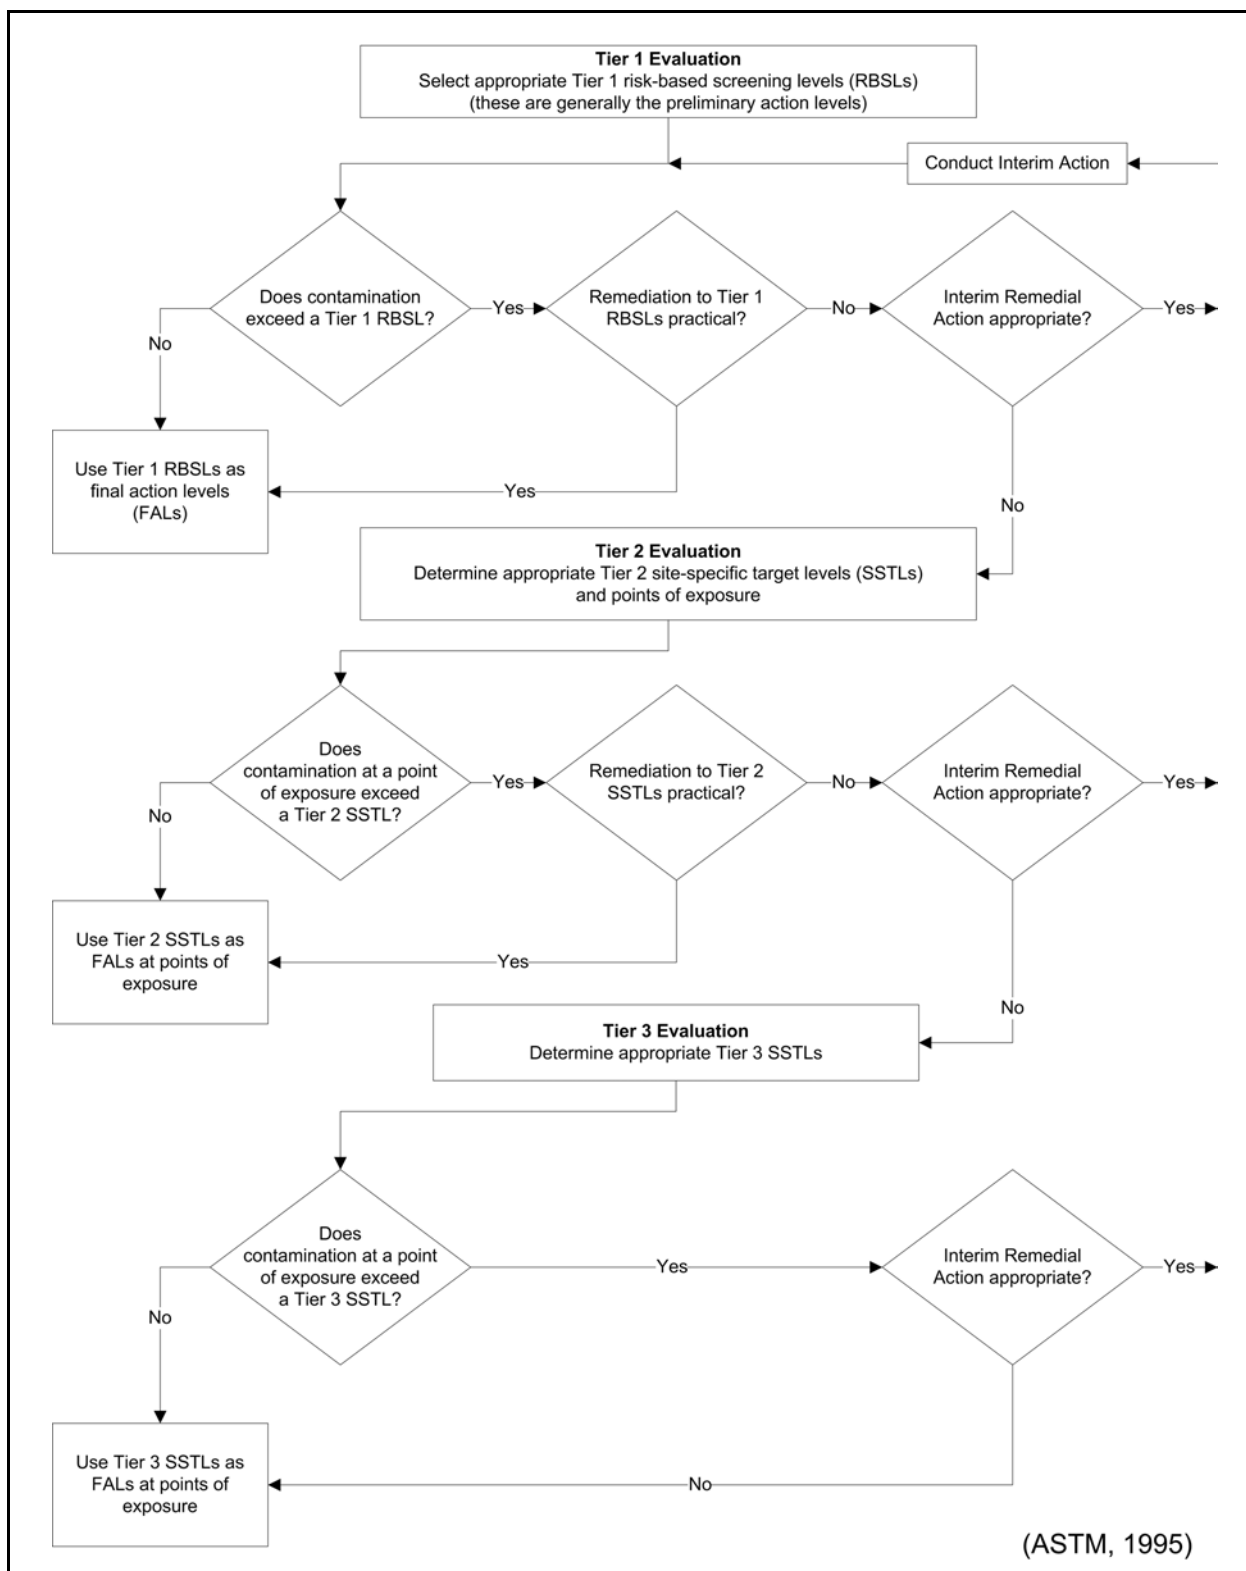 Tier 1 Evaluation
Select appropriate Tier 1 risk-based screening levels (RBSLs)
(these are generally the preliminary action levels)
Conduct Interim Action
Does contamination
exceed a Tier 1 RBSL?
Yes
Remediation to Tier 1
RBSLs practical?
No
Interim Remedial
Action appropriate?
Yes
No
Use Tier 1 RBSLs as
final action levels
(FALs)
Yes
No
Tier 2 Evaluation
Determine appropriate Tier 2 site-specific target levels (SSTLs)
and points of exposure
Does
contamination at a point
of exposure exceed
a Tier 2 SSTL?
Yes
Remediation to Tier 2
SSTLs practical?
No
Interim Remedial
Action appropriate?
Yes
No
Use Tier 2 SSTLs as
FALs at points of
exposure
Yes
No
Tier 3 Evaluation
Determine appropriate Tier 3 SSTLs
Does
contamination at a point
of exposure exceed
a Tier 3 SSTL?
Yes
Interim Remedial
Action appropriate?
Yes
No
Use Tier 3 SSTLs as
FALs at points of
exposure
No
(ASTM, 1995)